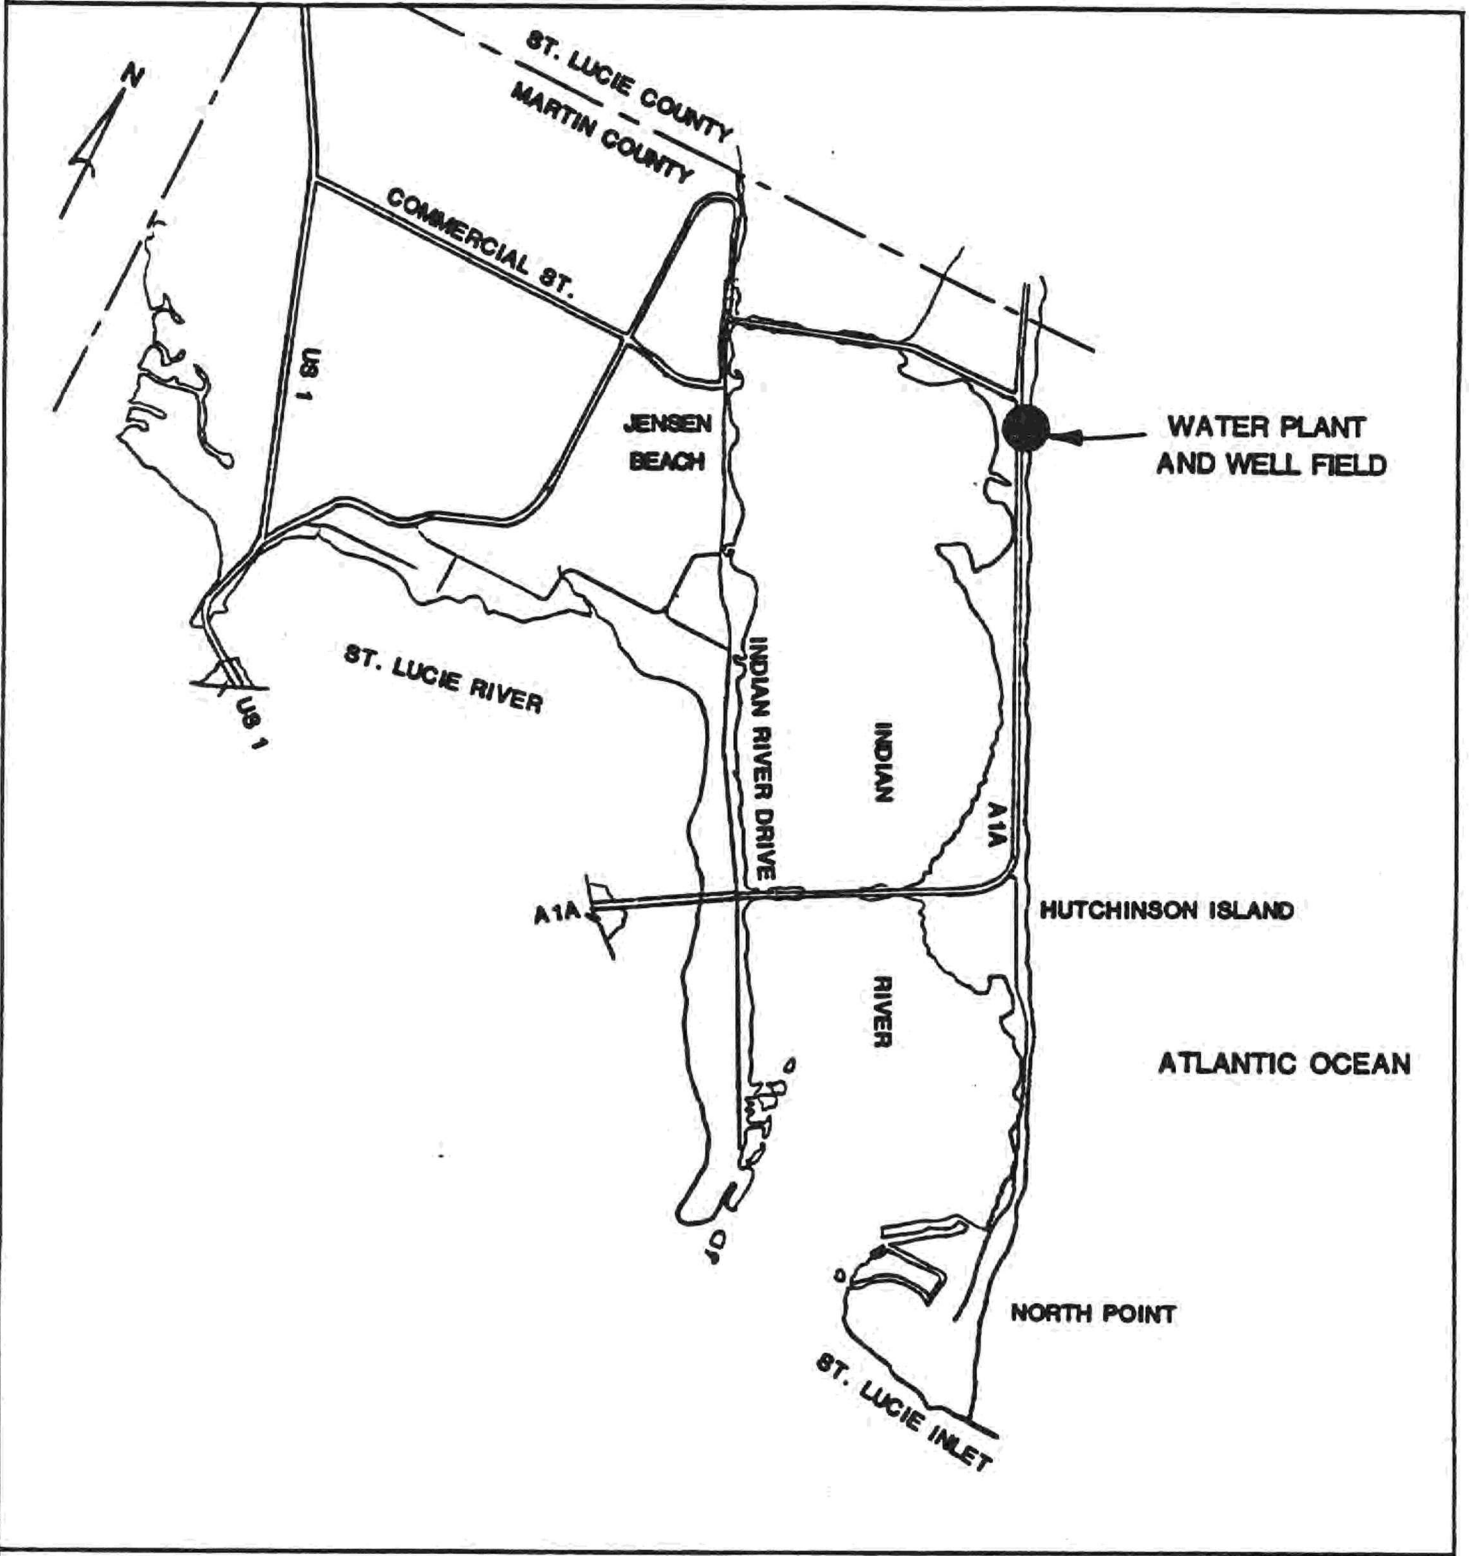 ST. LUCIE COUNTY
MARTIN COUNTY
N
COMMERCIAL ST.
US 1
JENSEN
BEACH
WATER PLANT
AND WELL FIELD
ST. LUCIE RIVER
US 1
INDIAN RIVER DRIVE
INDIAN
A1A
A1A
HUTCHINSON ISLAND
RIVER
ATLANTIC OCEAN
NORTH POINT
ST. LUCIE INLET